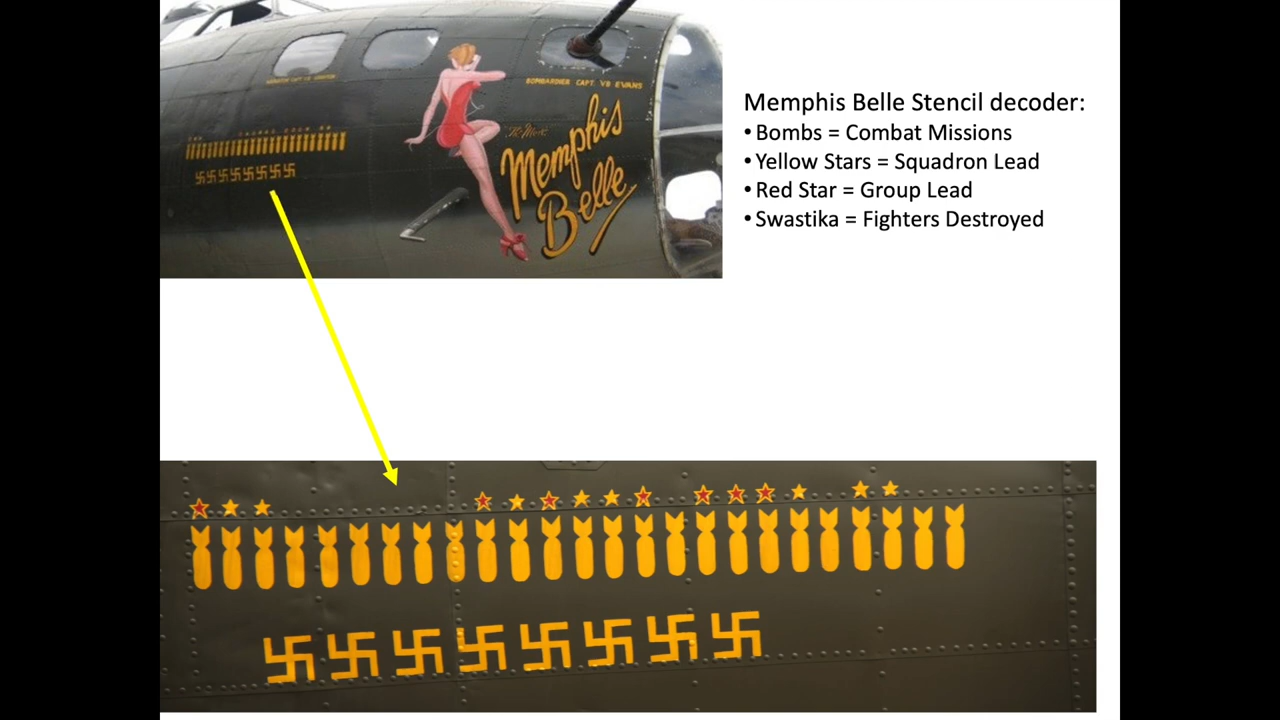 BOMBARDIER CAPT. VB EVANS
Memphis
Belle
Memphis Belle Stencil decoder:
• Bombs = Combat Missions
• Yellow Stars = Squadron Lead
• Red Star = Group Lead
• Swastika = Fighters Destroyed